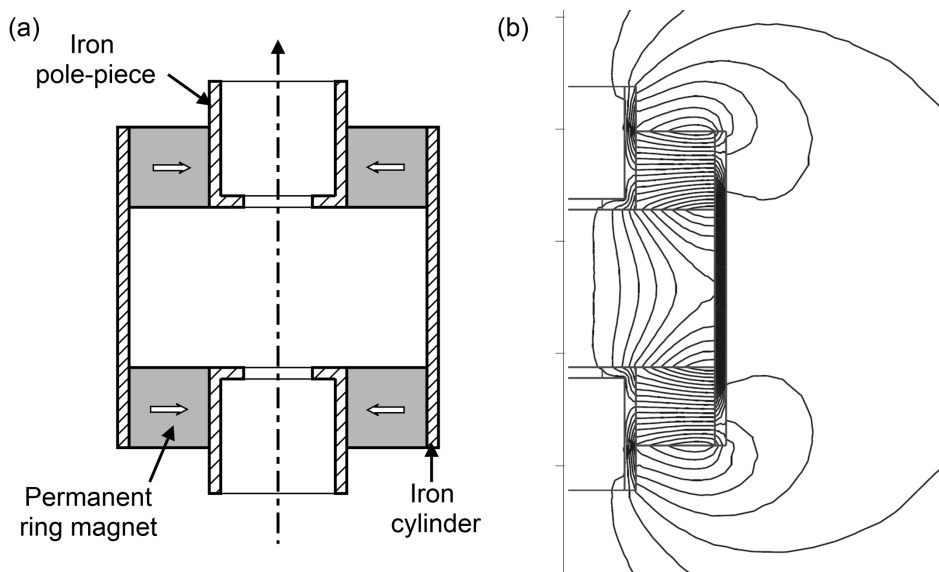 (a)
Iron
pole-piece
Permanent
ring magnet
Iron
cylinder
(b)